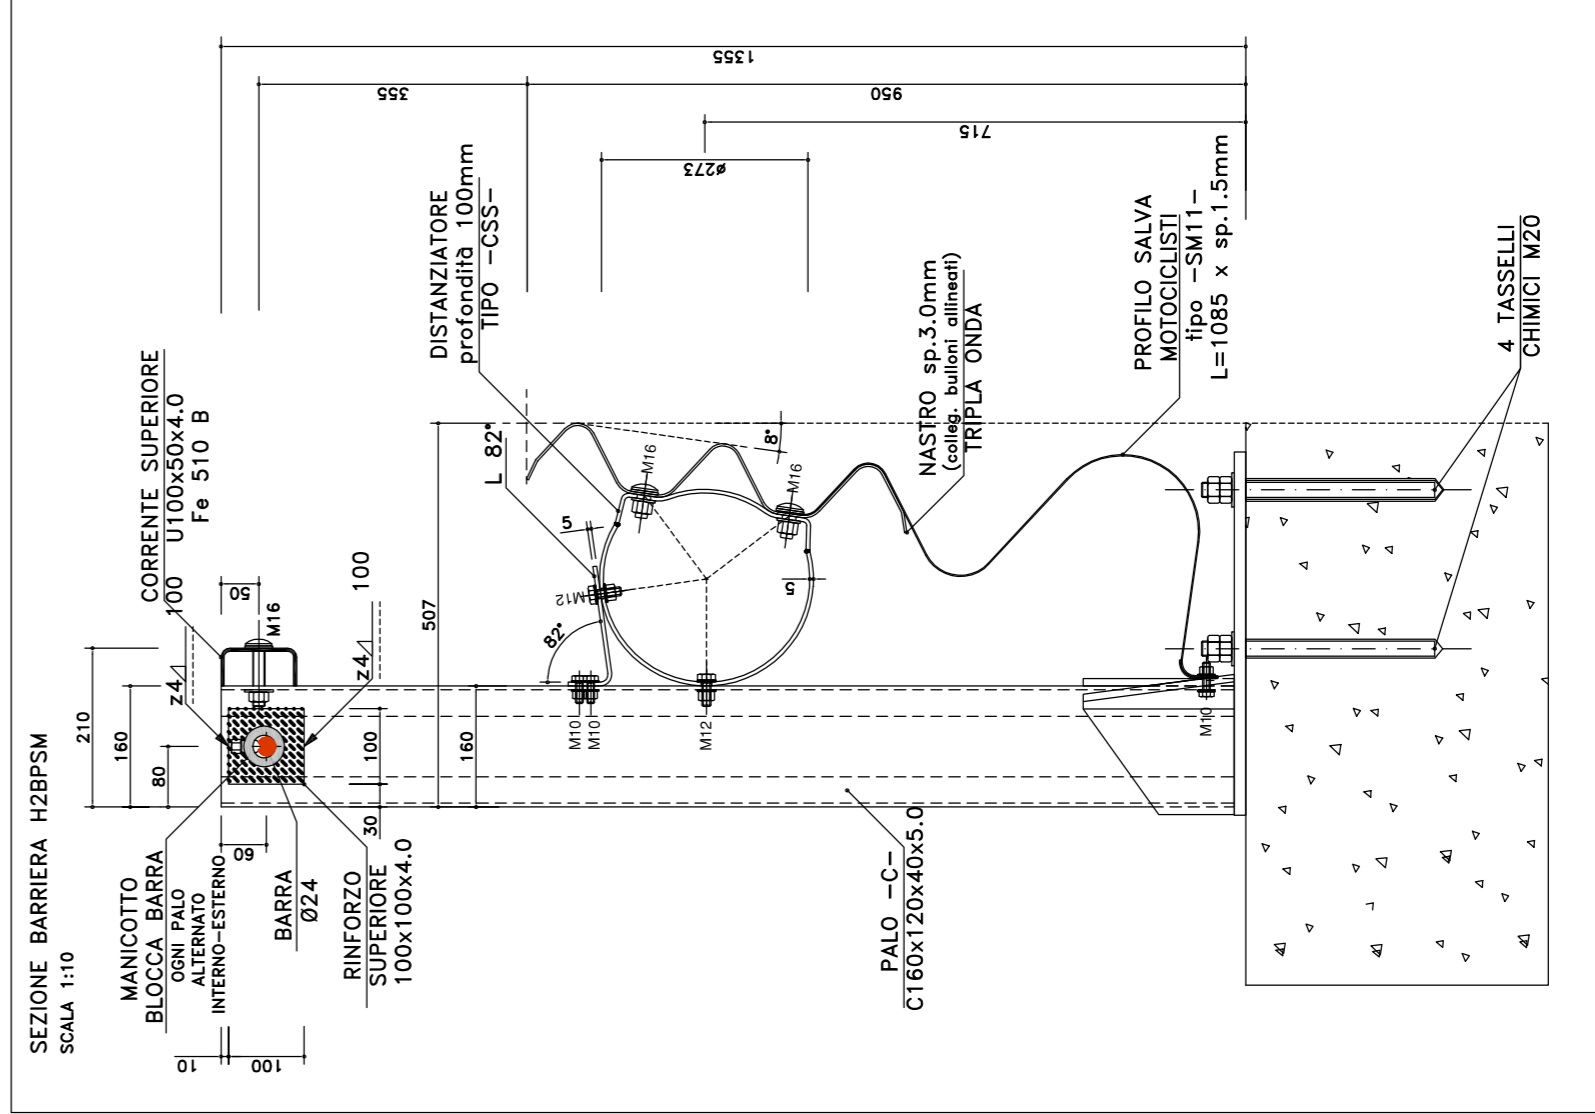 SEZIONE BARRIERA H2BPSM
SCALA 1:10
MANICOTTO
BLOCCA BARRA
OGNI PALO
ALTERNATO
INTERNO-ESTERNO
BARRA
Ø24
RINFORZO
SUPERIORE
100x100x4.0
10
100
60
30
100
80
160
210
160
507
z4
100
z4
100
CORRENTE SUPERIORE
U100x50x4.0
Fe 510 B
50
M16
M10
M10
M12
M10
PALO -C-
C160x120x40x5.0
82°
M12
5
L 82°
M16
M16
8°
5
DISTANZIATORE
profondità 100mm
TIPO -CSS-
NASTRO sp.3.0mm
(colleg. bulloni allineati)
TRIPLA ONDA
PROFILO SALVA
MOTOCICLISTI
tipo -SM11-
L=1085 x sp.1.5mm
4 TASSELLI
CHIMICI M20
1355
355
950
715
ø273